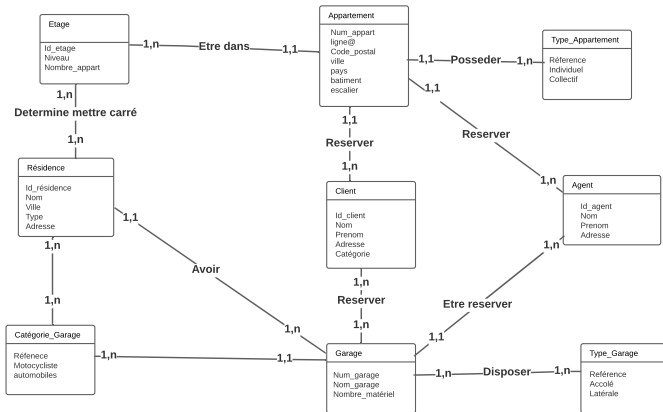 Etage
Id_etage
Niveau
Nombre_appart
1,n
Etre dans
1,1
Appartement
Num_appart
ligne@
Code_postal
ville
pays
batiment
escalier
1,1
Posseder
1,n
Type_Appartement
Réference
Individuel
Collectif
1,n
Determine mettre carré
1,n
1,1
Reserver
1,n
1,1
Reserver
1,n
Résidence
Id_résidence
Nom
Ville
Type
Adresse
Client
Id_client
Nom
Prenom
Adresse
Catégorie
Agent
Id_agent
Nom
Prenom
Adresse
1,1
Avoir
1,n
1,n
1,n
1,n
Reserver
1,n
1,n
Etre reserver
1,1
Catégorie_Garage
Réfenece
Motocycliste
automobiles
1,n
1,1
Garage
Num_garage
Nom_garage
Nombre_matériel
1,n
Disposer
1,n
Type_Garage
Reférence
Accolé
Latérale